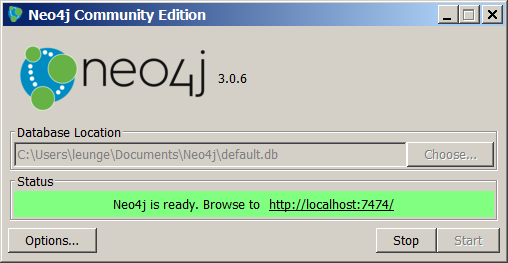 Neo4j Community Edition
neo4j 3.0.6
Database Location
C:\Users\leunge\Documents\Neo4j\default.db
Choose...
Status
Neo4j is ready. Browse to http://localhost:7474/
Options...
Stop
Start